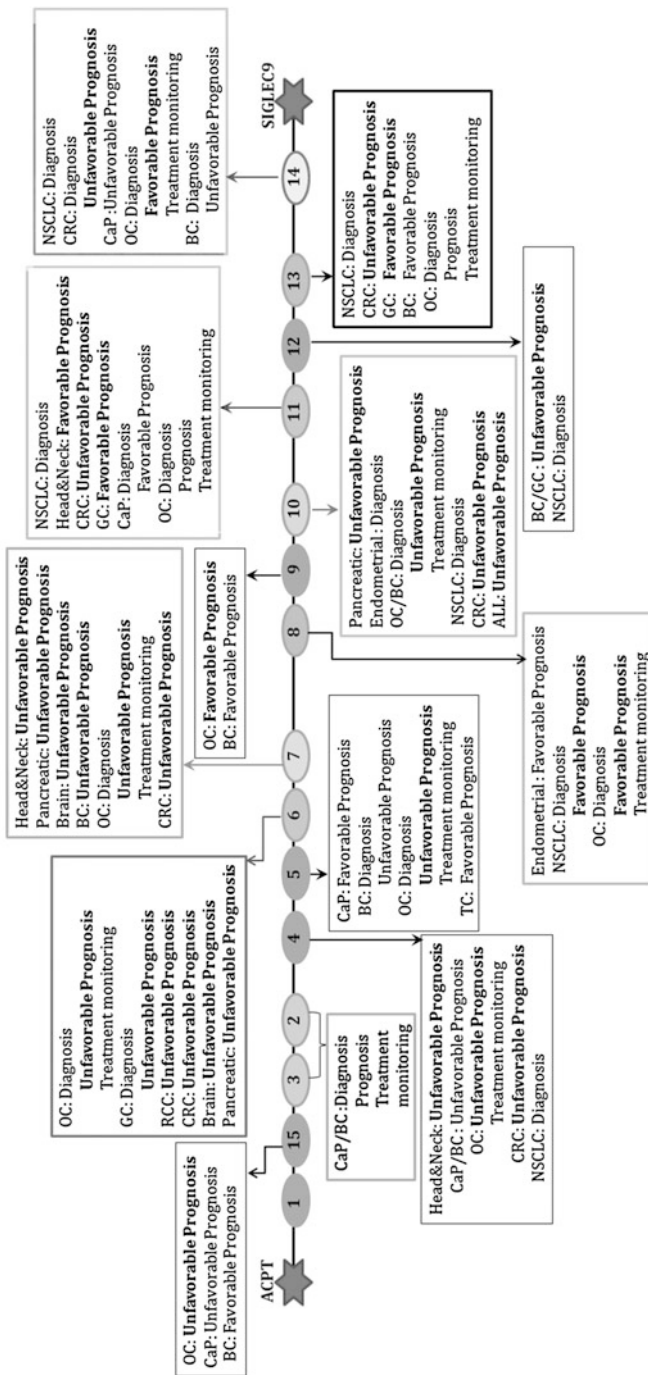 OC: Unfavorable Prognosis
CaP: Unfavorable Prognosis
BC: Favorable Prognosis
OC: Diagnosis
Unfavorable Prognosis
Treatment monitoring
GC: Diagnosis
Unfavorable Prognosis
RCC: Unfavorable Prognosis
CRC: Unfavorable Prognosis
Brain: Unfavorable Prognosis
Pancreatic: Unfavorable Prognosis
Head&Neck: Unfavorable Prognosis
Pancreatic: Unfavorable Prognosis
Brain: Unfavorable Prognosis
BC: Unfavorable Prognosis
OC: Diagnosis
Unfavorable Prognosis
Treatment monitoring
CRC: Unfavorable Prognosis
OC: Favorable Prognosis
BC: Favorable Prognosis
NSCLC: Diagnosis
Head&Neck: Favorable Prognosis
CRC: Unfavorable Prognosis
GC: Favorable Prognosis
CaP: Diagnosis
Favorable Prognosis
OC: Diagnosis
Prognosis
Treatment monitoring
NSCLC: Diagnosis
CRC: Diagnosis
Unfavorable Prognosis
CaP :Unfavorable Prognosis
OC: Diagnosis
Favorable Prognosis
Treatment monitoring
BC: Diagnosis
Unfavorable Prognosis
ACPT
1
15
3
2
4
5
6
7
8
9
10
11
12
13
14
SIGLEC9
CaP/BC:Diagnosis
Prognosis
Treatment
monitoring
Head&Neck: Unfavorable Prognosis
CaP/BC: Unfavorable Prognosis
OC: Unfavorable Prognosis
Treatment monitoring
CRC: Unfavorable Prognosis
NSCLC: Diagnosis
CaP: Favorable Prognosis
BC: Diagnosis
Unfavorable Prognosis
OC: Diagnosis
Unfavorable Prognosis
Treatment monitoring
TC: Favorable Prognosis
Endometrial : Favorable Prognosis
NSCLC: Diagnosis
Favorable Prognosis
OC: Diagnosis
Favorable Prognosis
Treatment monitoring
Pancreatic: Unfavorable Prognosis
Endometrial : Diagnosis
OC/BC: Diagnosis
Unfavorable Prognosis
Treatment monitoring
NSCLC: Diagnosis
CRC: Unfavorable Prognosis
ALL: Unfavorable Prognosis
BC/GC : Unfavorable Prognosis
NSCLC: Diagnosis
NSCLC: Diagnosis
CRC: Unfavorable Prognosis
GC: Favorable Prognosis
BC: Favorable Prognosis
OC: Diagnosis
Prognosis
Treatment monitoring